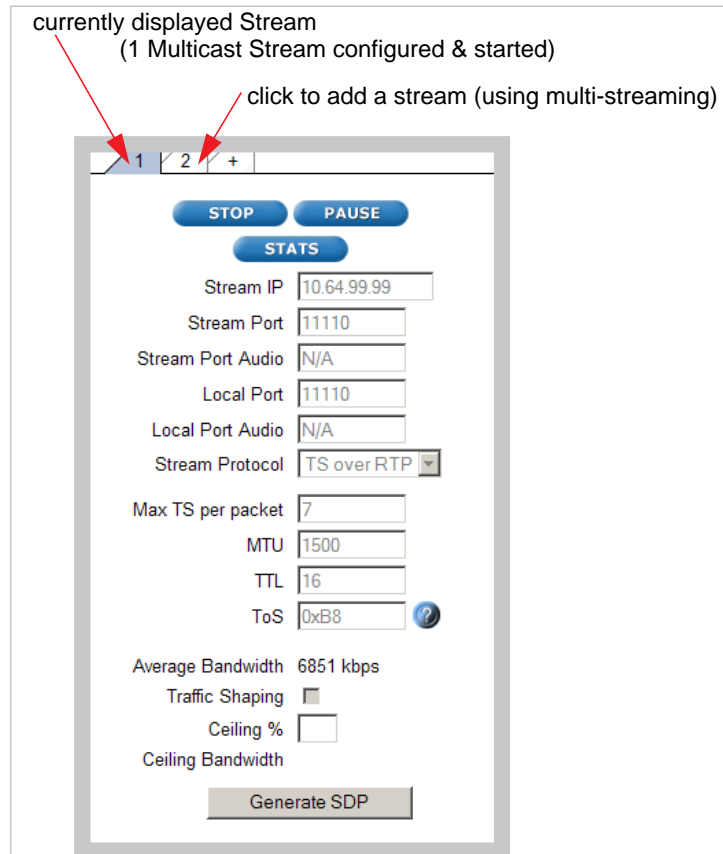 currently displayed Stream
(1 Multicast Stream configured & started)
click to add a stream (using multi-streaming)
1 2 +
STOP PAUSE
STATS
Stream IP 10.64.99.99
Stream Port 11110
Stream Port Audio N/A
Local Port 11110
Local Port Audio N/A
Stream Protocol TS over RTP
Max TS per packet 7
MTU 1500
TTL 16
ToS 0xB8 ?
Average Bandwidth 6851 kbps
Traffic Shaping
Ceiling %
Ceiling Bandwidth
Generate SDP